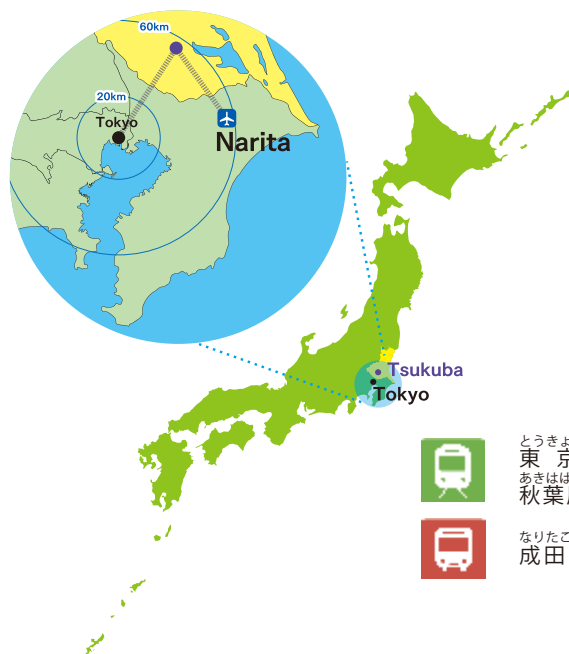 60km
20km
Tokyo
Narita
Tsukuba
Tokyo
とうきょ
東 京
あきはば
秋葉
なりたこ
成田